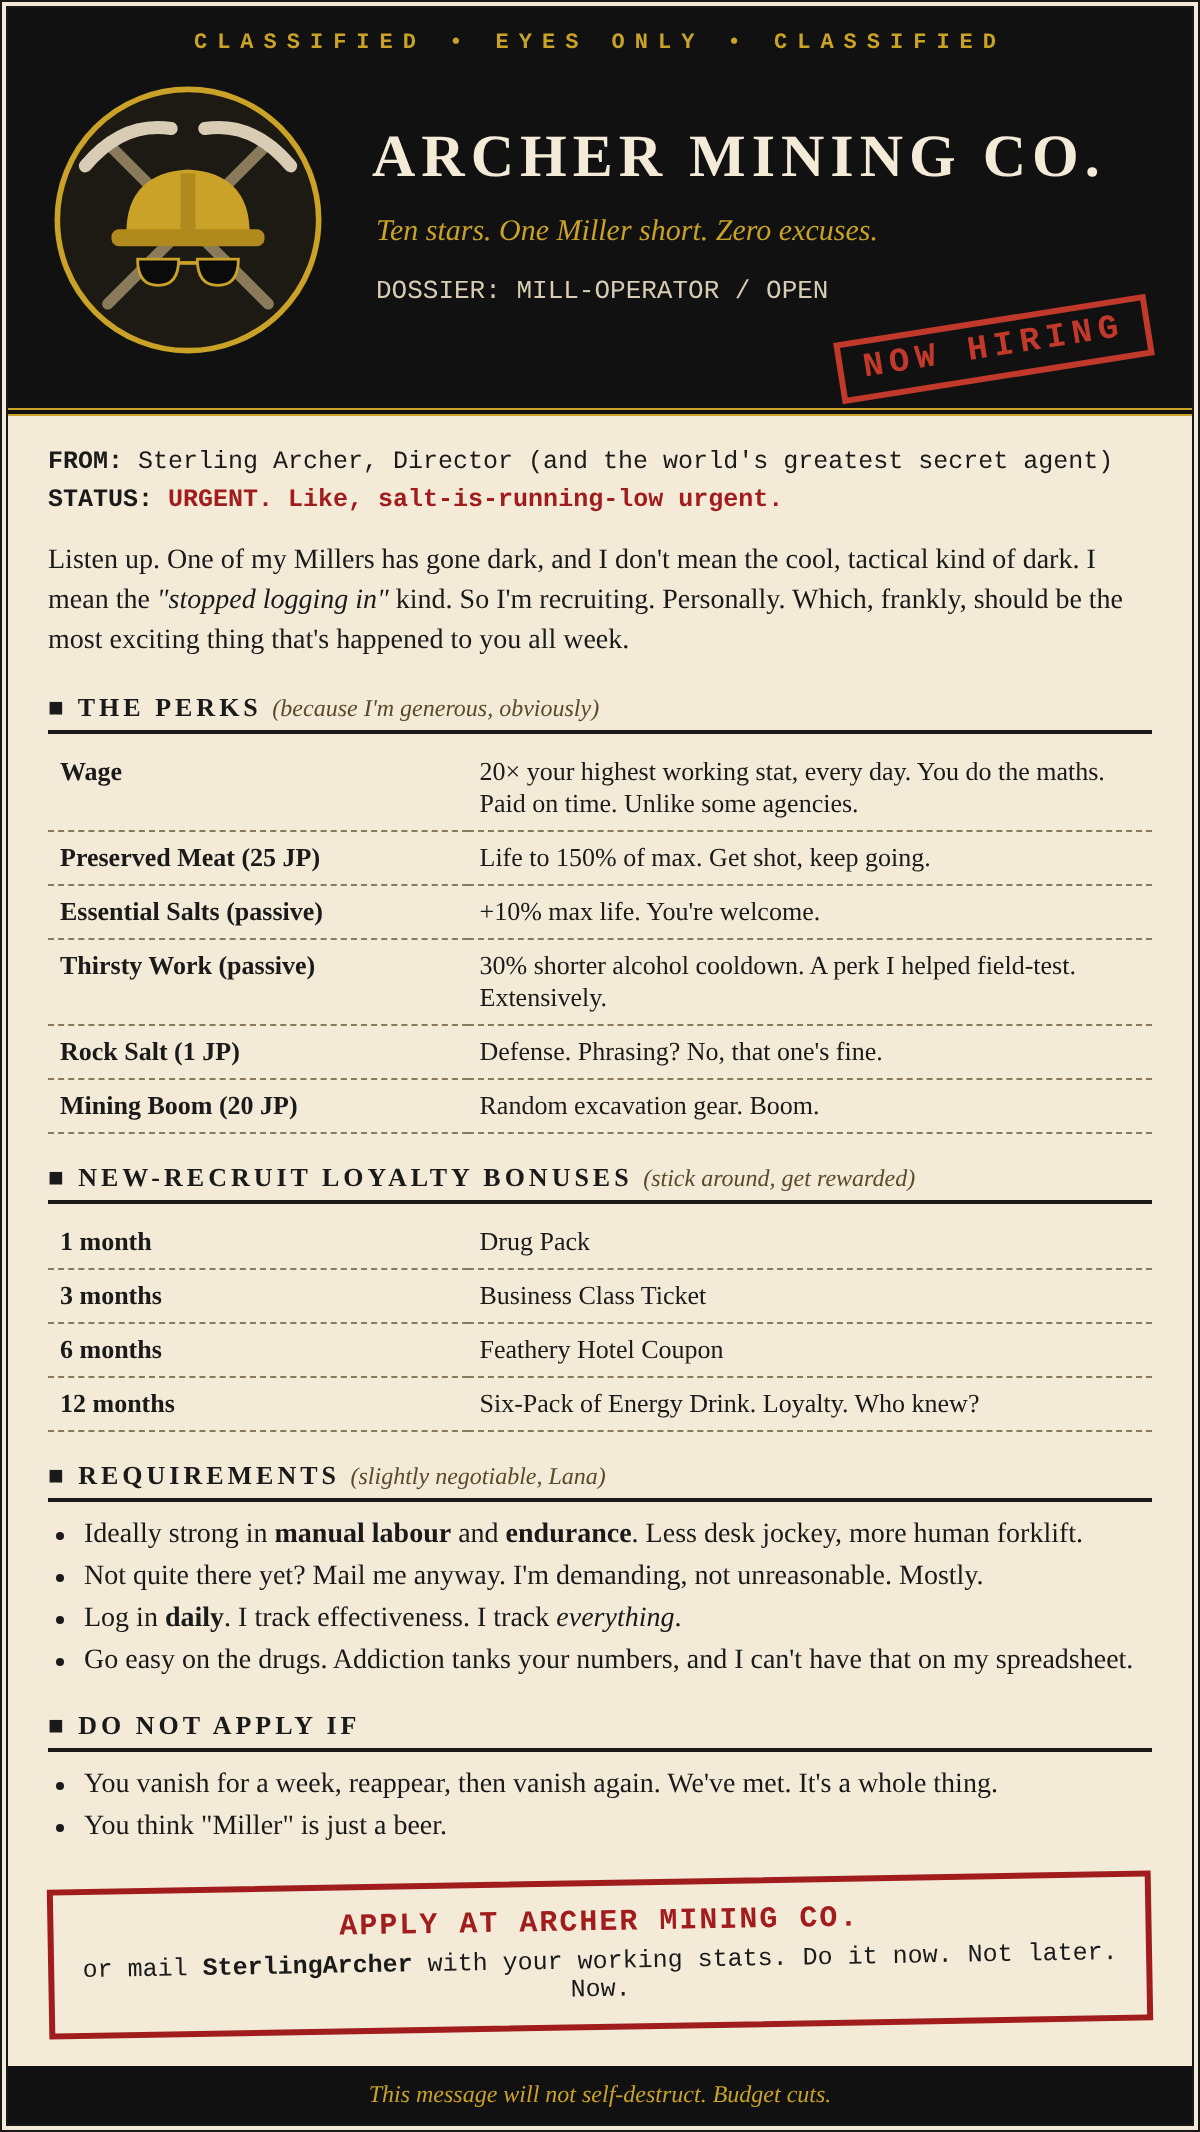 CLASSIFIED • EYES ONLY • CLASSIFIED
ARCHER MINING CO.
Ten stars. One Miller short. Zero excuses.
DOSSIER: MILL-OPERATOR / OPEN
NOW HIRING
FROM: Sterling Archer, Director (and the world's greatest secret agent)
STATUS: URGENT. Like, salt-is-running-low urgent.
Listen up. One of my Millers has gone dark, and I don't mean the cool, tactical kind of dark. I
mean the "stopped logging in" kind. So I'm recruiting. Personally. Which, frankly, should be the
most exciting thing that's happened to you all week.
■ THE PERKS (because I'm generous, obviously)
Wage 20× your highest working stat, every day. You do the maths.
Paid on time. Unlike some agencies.
Preserved Meat (25 JP) Life to 150% of max. Get shot, keep going.
Essential Salts (passive) +10% max life. You're welcome.
Thirsty Work (passive) 30% shorter alcohol cooldown. A perk I helped field-test.
Extensively.
Rock Salt (1 JP) Defense. Phrasing? No, that one's fine.
Mining Boom (20 JP) Random excavation gear. Boom.
■ NEW-RECRUIT LOYALTY BONUSES (stick around, get rewarded)
1 month Drug Pack
3 months Business Class Ticket
6 months Feathery Hotel Coupon
12 months Six-Pack of Energy Drink. Loyalty. Who knew?
■ REQUIREMENTS (slightly negotiable, Lana)
• Ideally strong in manual labour and endurance. Less desk jockey, more human forklift.
• Not quite there yet? Mail me anyway. I'm demanding, not unreasonable. Mostly.
• Log in daily. I track effectiveness. I track everything.
• Go easy on the drugs. Addiction tanks your numbers, and I can't have that on my spreadsheet.
■ DO NOT APPLY IF
• You vanish for a week, reappear, then vanish again. We've met. It's a whole thing.
• You think "Miller" is just a beer.
APPLY AT ARCHER MINING CO.
or mail SterlingArcher with your working stats. Do it now. Not later.
Now.
This message will not self-destruct. Budget cuts.